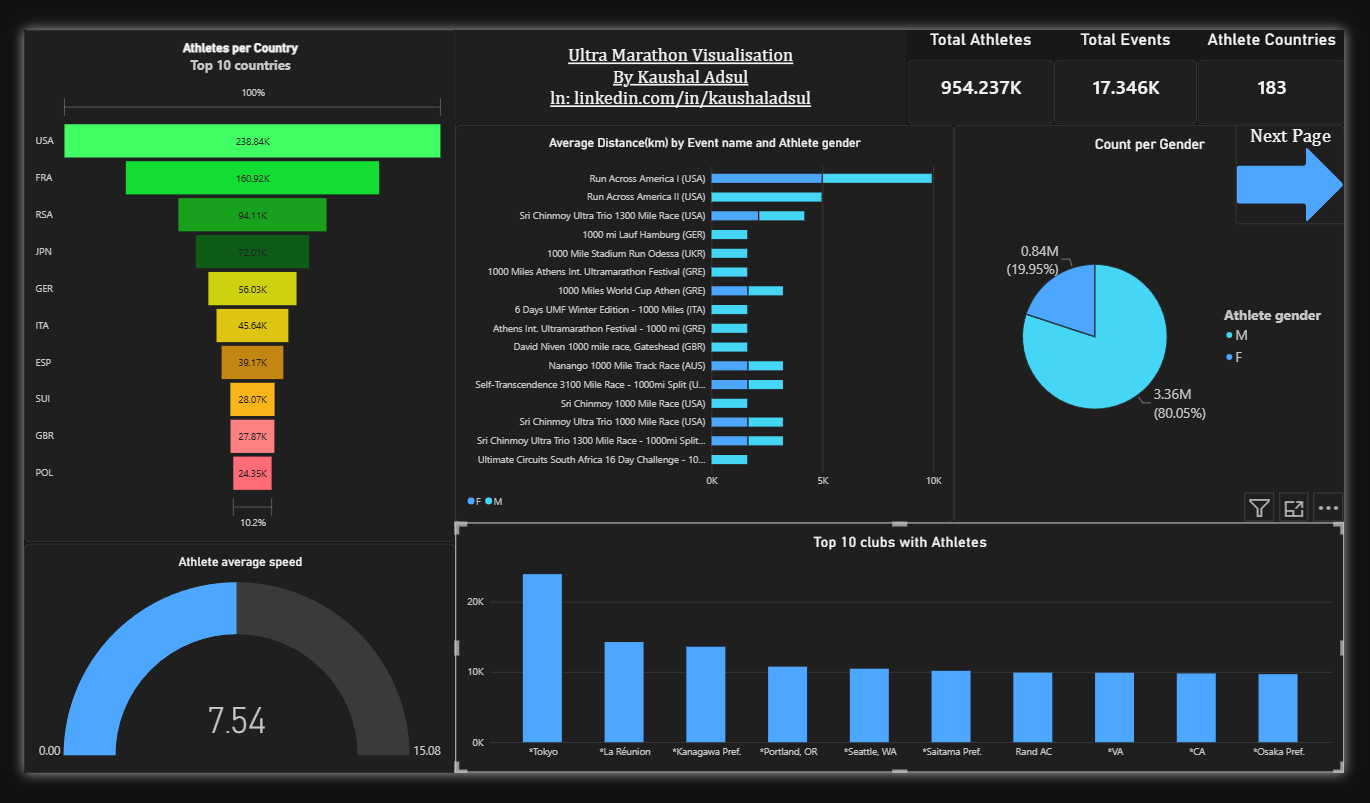 Athletes per Country
Top 10 countries
100%
USA 238.84K
FRA 160.92K
RSA 94.11K
JPN 72.01K
GER 56.03K
ITA 45.64K
ESP 39.17K
SUI 28.07K
GBR 27.87K
POL 24.35K
10.2%
Athlete average speed
7.54
0.00
15.08
Ultra Marathon Visualisation
By Kaushal Adsul
ln: linkedin.com/in/kaushaladsul
Total Athletes
954.237K
Total Events
17.346K
Athlete Countries
183
Average Distance(km) by Event name and Athlete gender
Run Across America I (USA)
Run Across America II (USA)
Sri Chinmoy Ultra Trio 1300 Mile Race (USA)
1000 mi Lauf Hamburg (GER)
1000 Mile Stadium Run Odessa (UKR)
1000 Miles Athens Int. Ultramarathon Festival (GRE)
1000 Miles World Cup Athen (GRE)
6 Days UMF Winter Edition - 1000 Miles (ITA)
Athens Int. Ultramarathon Festival - 1000 mi (GRE)
David Niven 1000 mile race, Gateshead (GBR)
Nanango 1000 Mile Track Race (AUS)
Self-Transcendence 3100 Mile Race - 1000mi Split (U...
Sri Chinmoy 1000 Mile Race (USA)
Sri Chinmoy Ultra Trio 1000 Mile Race (USA)
Sri Chinmoy Ultra Trio 1300 Mile Race - 1000mi Split...
Ultimate Circuits South Africa 16 Day Challenge - 10...
0K 5K 10K
F M
Count per Gender
Next Page
0.84M
(19.95%)
3.36M
(80.05%)
Athlete gender
M
F
Top 10 clubs with Athletes
20K
10K
0K
*Tokyo *La Réunion *Kanagawa Pref. *Portland, OR *Seattle, WA *Saitama Pref. Rand AC *VA *CA *Osaka Pref.